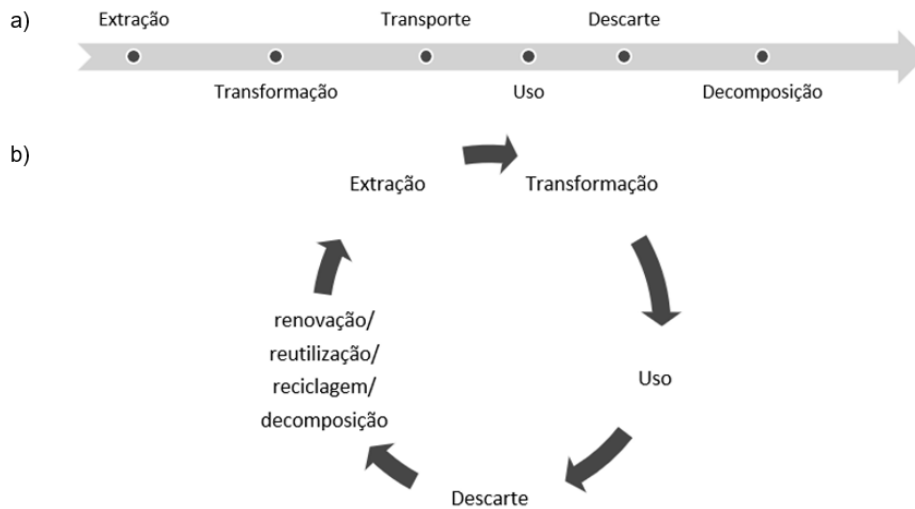 a)
Extração Transporte Descarte
Transformação Uso Decomposição
b)
Extração Transformação
renovação/
reutilização/
reciclagem/
decomposição
Uso
Descarte